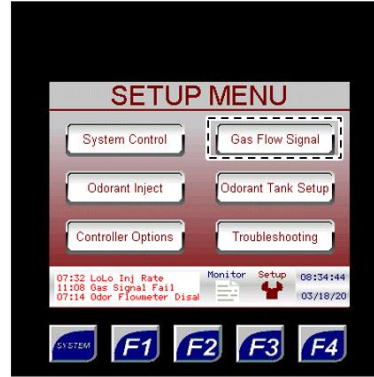 SETUP MENU
System Control Gas Flow Signal
Odorant Inject Odorant Tank Setup
Controller Options Troubleshooting
07:32 LoLo Inj Rate
11:08 Gas Signal Fail
07:14 Odor Flowmeter Disa
Monitor Setup 08:34:44
03/18/20
SYSTEM F1 F2 F3 F4